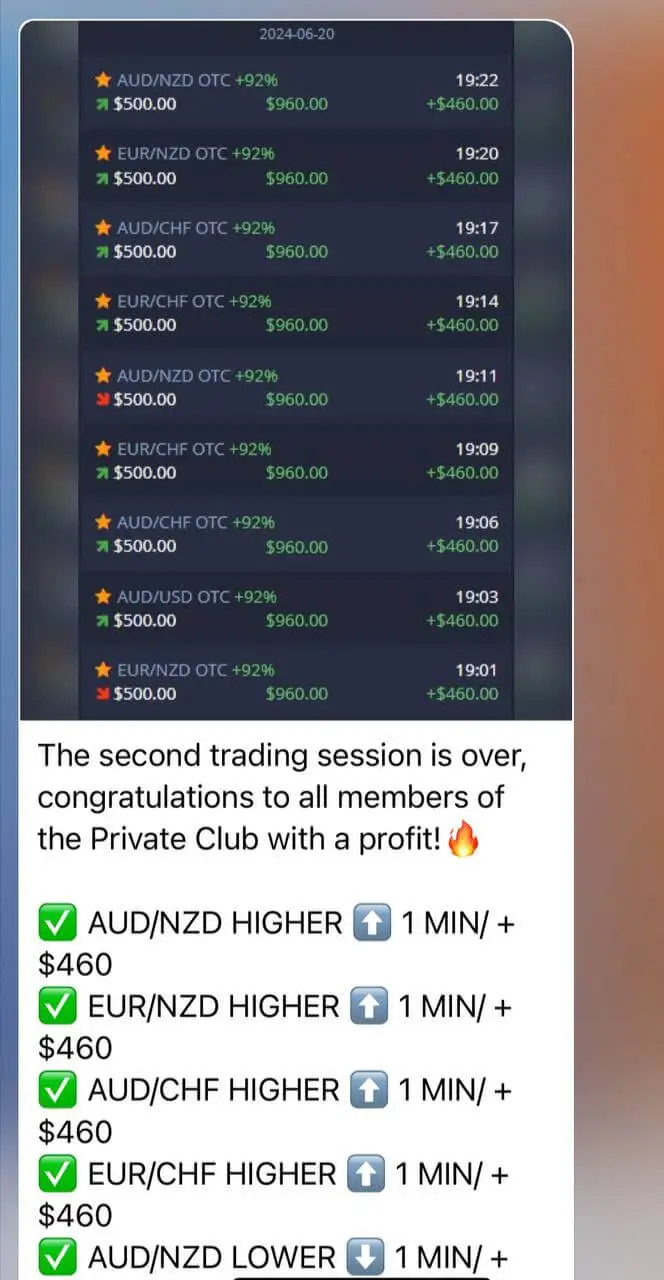 2024-06-20
AUD/NZD OTC +92% 19:22
$500.00 $960.00 +$460.00
EUR/NZD OTC +92% 19:20
$500.00 $960.00 +$460.00
AUD/CHF OTC +92% 19:17
$500.00 $960.00 +$460.00
EUR/CHF OTC +92% 19:14
$500.00 $960.00 +$460.00
AUD/NZD OTC +92% 19:11
$500.00 $960.00 +$460.00
EUR/CHF OTC +92% 19:09
$500.00 $960.00 +$460.00
AUD/CHF OTC +92% 19:06
$500.00 $960.00 +$460.00
AUD/USD OTC +92% 19:03
$500.00 $960.00 +$460.00
EUR/NZD OTC +92% 19:01
$500.00 $960.00 +$460.00
The second trading session is over,
congratulations to all members of
the Private Club with a profit!🔥
✅ AUD/NZD HIGHER ⬆️ 1 MIN/ +
$460
✅ EUR/NZD HIGHER ⬆️ 1 MIN/ +
$460
✅ AUD/CHF HIGHER ⬆️ 1 MIN/ +
$460
✅ EUR/CHF HIGHER ⬆️ 1 MIN/ +
$460
✅ AUD/NZD LOWER ⬇️ 1 MIN/ +